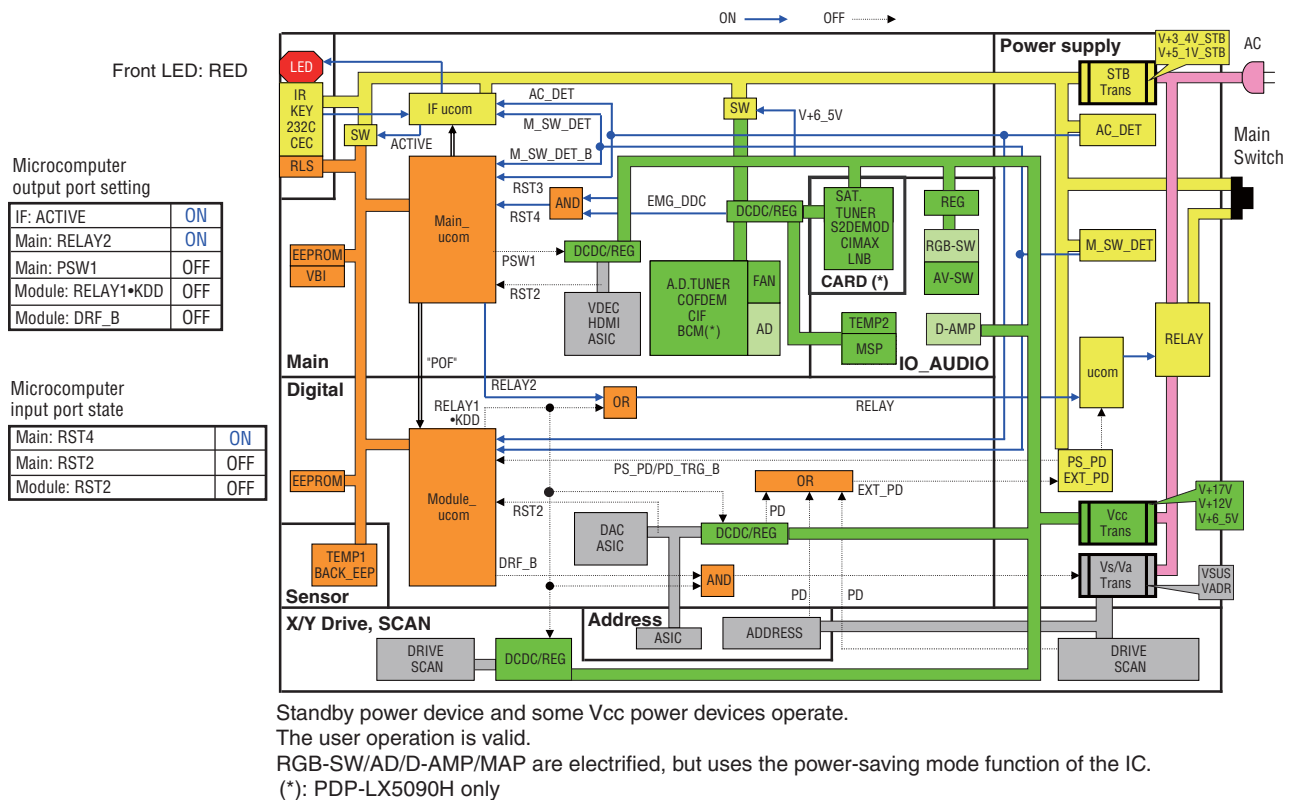 ON OFF
Front LED: RED
LED
IR
KEY
232C
CEC
RLS
SW
IF ucom
ACTIVE
AC_DET
M_SW_DET
M_SW_DET_B
SW
V+6_5V
Power supply
V+3_4V_STB
V+5_1V_STB
AC
STB
Trans
AC_DET
Main
Switch
M_SW_DET
RELAY
ucom
Microcomputer
output port setting
IF: ACTIVE ON
Main: RELAY2 ON
Main: PSW1 OFF
Module: RELAY1•KDD OFF
Module: DRF_B OFF
Main_
ucom
RST3
RST4
AND
EMG_DDC
DCDC/REG
SAT.
TUNER
S2DEMOD
CIMAX
LNB
CARD (*)
REG
RGB-SW
AV-SW
EEPROM
VBI
PSW1
DCDC/REG
RST2
VDEC
HDMI
ASIC
A.D.TUNER
COFDEM
CIF
BCM(*)
FAN
AD
TEMP2
MSP
D-AMP
Main
IO_AUDIO
"POF"
Digital
RELAY2
RELAY1
•KDD
OR
RELAY
Microcomputer
input port state
Main: RST4 ON
Main: RST2 OFF
Module: RST2 OFF
EEPROM
Module_
ucom
PS_PD/PD_TRG_B
OR
EXT_PD
PS_PD
EXT_PD
RST2
PD
DAC
ASIC
DCDC/REG
Vcc
Trans
V+17V
V+12V
V+6_5V
DRF_B
AND
Vs/Va
Trans
VSUS
VADR
TEMP1
BACK_EEP
Sensor
PD
PD
X/Y Drive, SCAN
Address
ASIC
ADDRESS
DRIVE
SCAN
DCDC/REG
DRIVE
SCAN
Standby power device and some Vcc power devices operate.
The user operation is valid.
RGB-SW/AD/D-AMP/MAP are electrified, but uses the power-saving mode function of the IC.
(*): PDP-LX5090H only